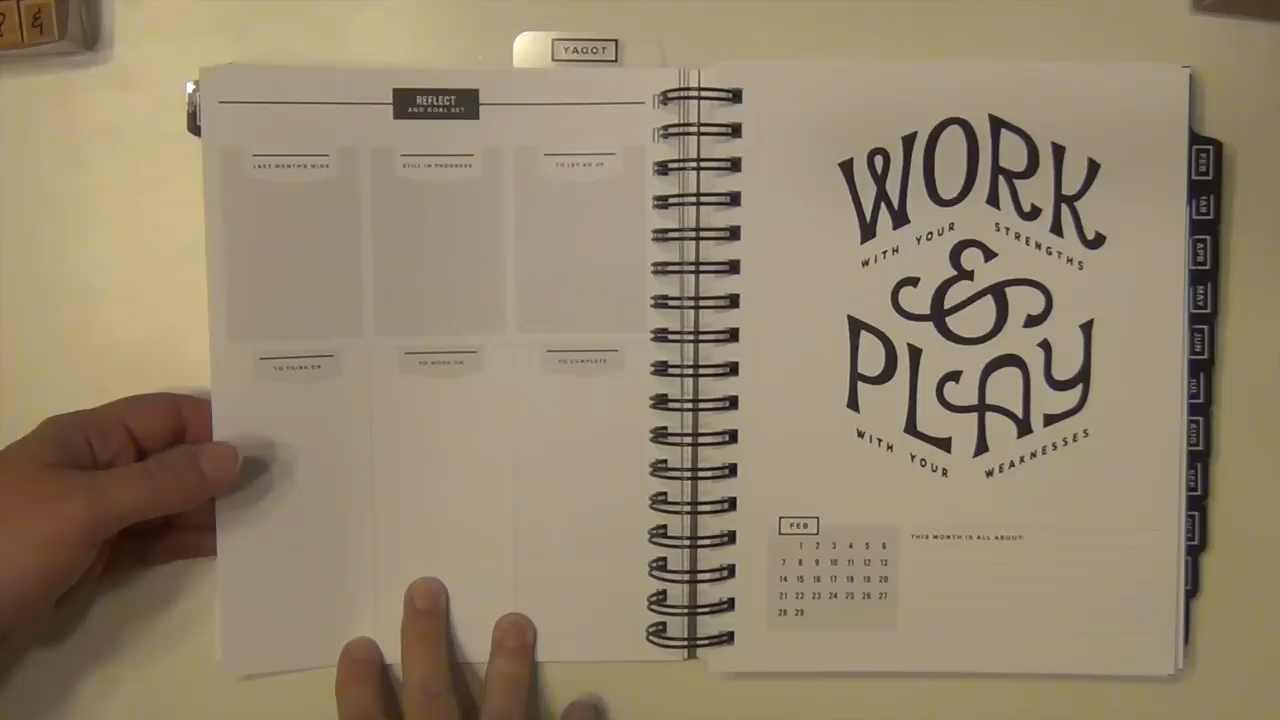 ? &
YAGOT
REFLECT
AND GOAL SET
LAST MONTH'S WINS
STILL IN PROGRESS
TO LET GO OF
TO THINK ON
TO WORK ON
TO COMPLETE
WORK
WITH YOUR STRENGTHS
&
PLAY
WITH YOUR WEAKNESSES
FEB
1 2 3 4 5 6
7 8 9 10 11 12 13
14 15 16 17 18 19 20
21 22 23 24 25 26 27
28 29
THIS MONTH IS ALL ABOUT:
FEB
MAR
APR
MAY
JUN
JUL
AUG
SEP
OCT